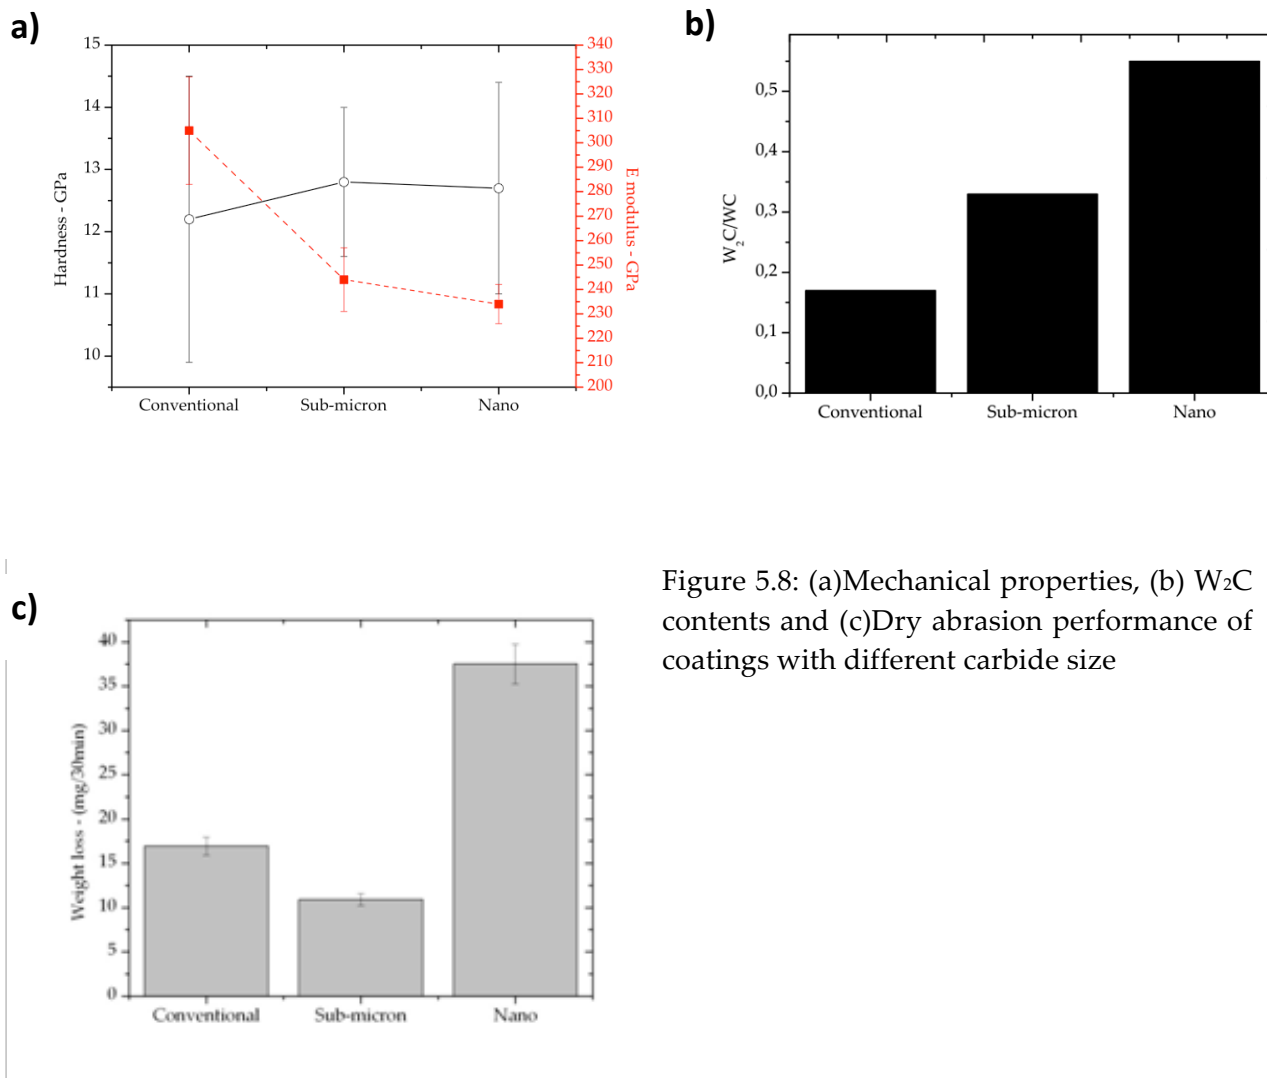 a)
15
14
13
12
11
10
Hardness - GPa
340
330
320
310
300
290
280
270
260
250
240
230
220
210
200
E modulus - GPa
Conventional Sub-micron Nano
b)
0,5
0,4
0,3
0,2
0,1
0,0
W₂C/WC
Conventional Sub-micron Nano
c)
40
35
30
25
20
15
10
5
0
Weight loss - (mg/30min)
Conventional Sub-micron Nano
Figure 5.8: (a)Mechanical properties, (b) W₂C
contents and (c)Dry abrasion performance of
coatings with different carbide size